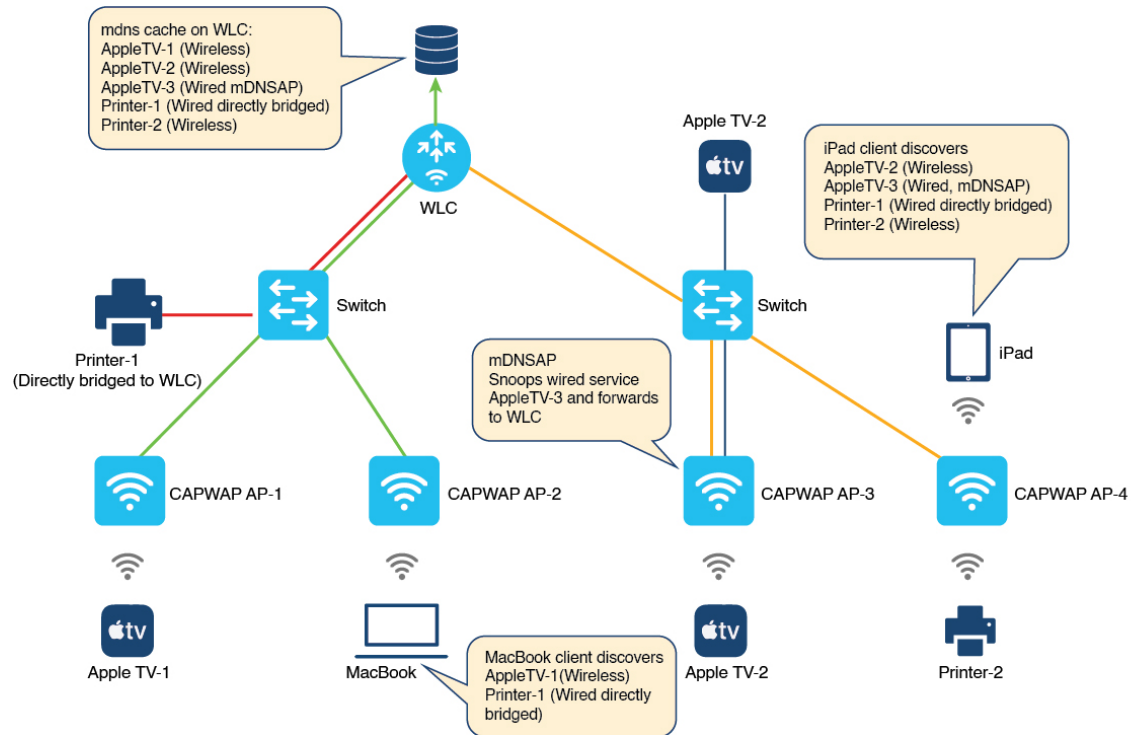 mdns cache on WLC:
AppleTV-1 (Wireless)
AppleTV-2 (Wireless)
AppleTV-3 (Wired mDNSAP)
Printer-1 (Wired directly bridged)
Printer-2 (Wireless)
WLC
Apple TV-2
tv
iPad client discovers
AppleTV-2 (Wireless)
AppleTV-3 (Wired, mDNSAP)
Printer-1 (Wired directly bridged)
Printer-2 (Wireless)
Switch
Switch
Printer-1
(Directly bridged to WLC)
iPad
mDNSAP
Snoops wired service
AppleTV-3 and forwards
to WLC
CAPWAP AP-1
CAPWAP AP-2
CAPWAP AP-3
CAPWAP AP-4
tv
Apple TV-1
MacBook
MacBook client discovers
AppleTV-1(Wireless)
Printer-1 (Wired directly
bridged)
tv
Apple TV-2
Printer-2